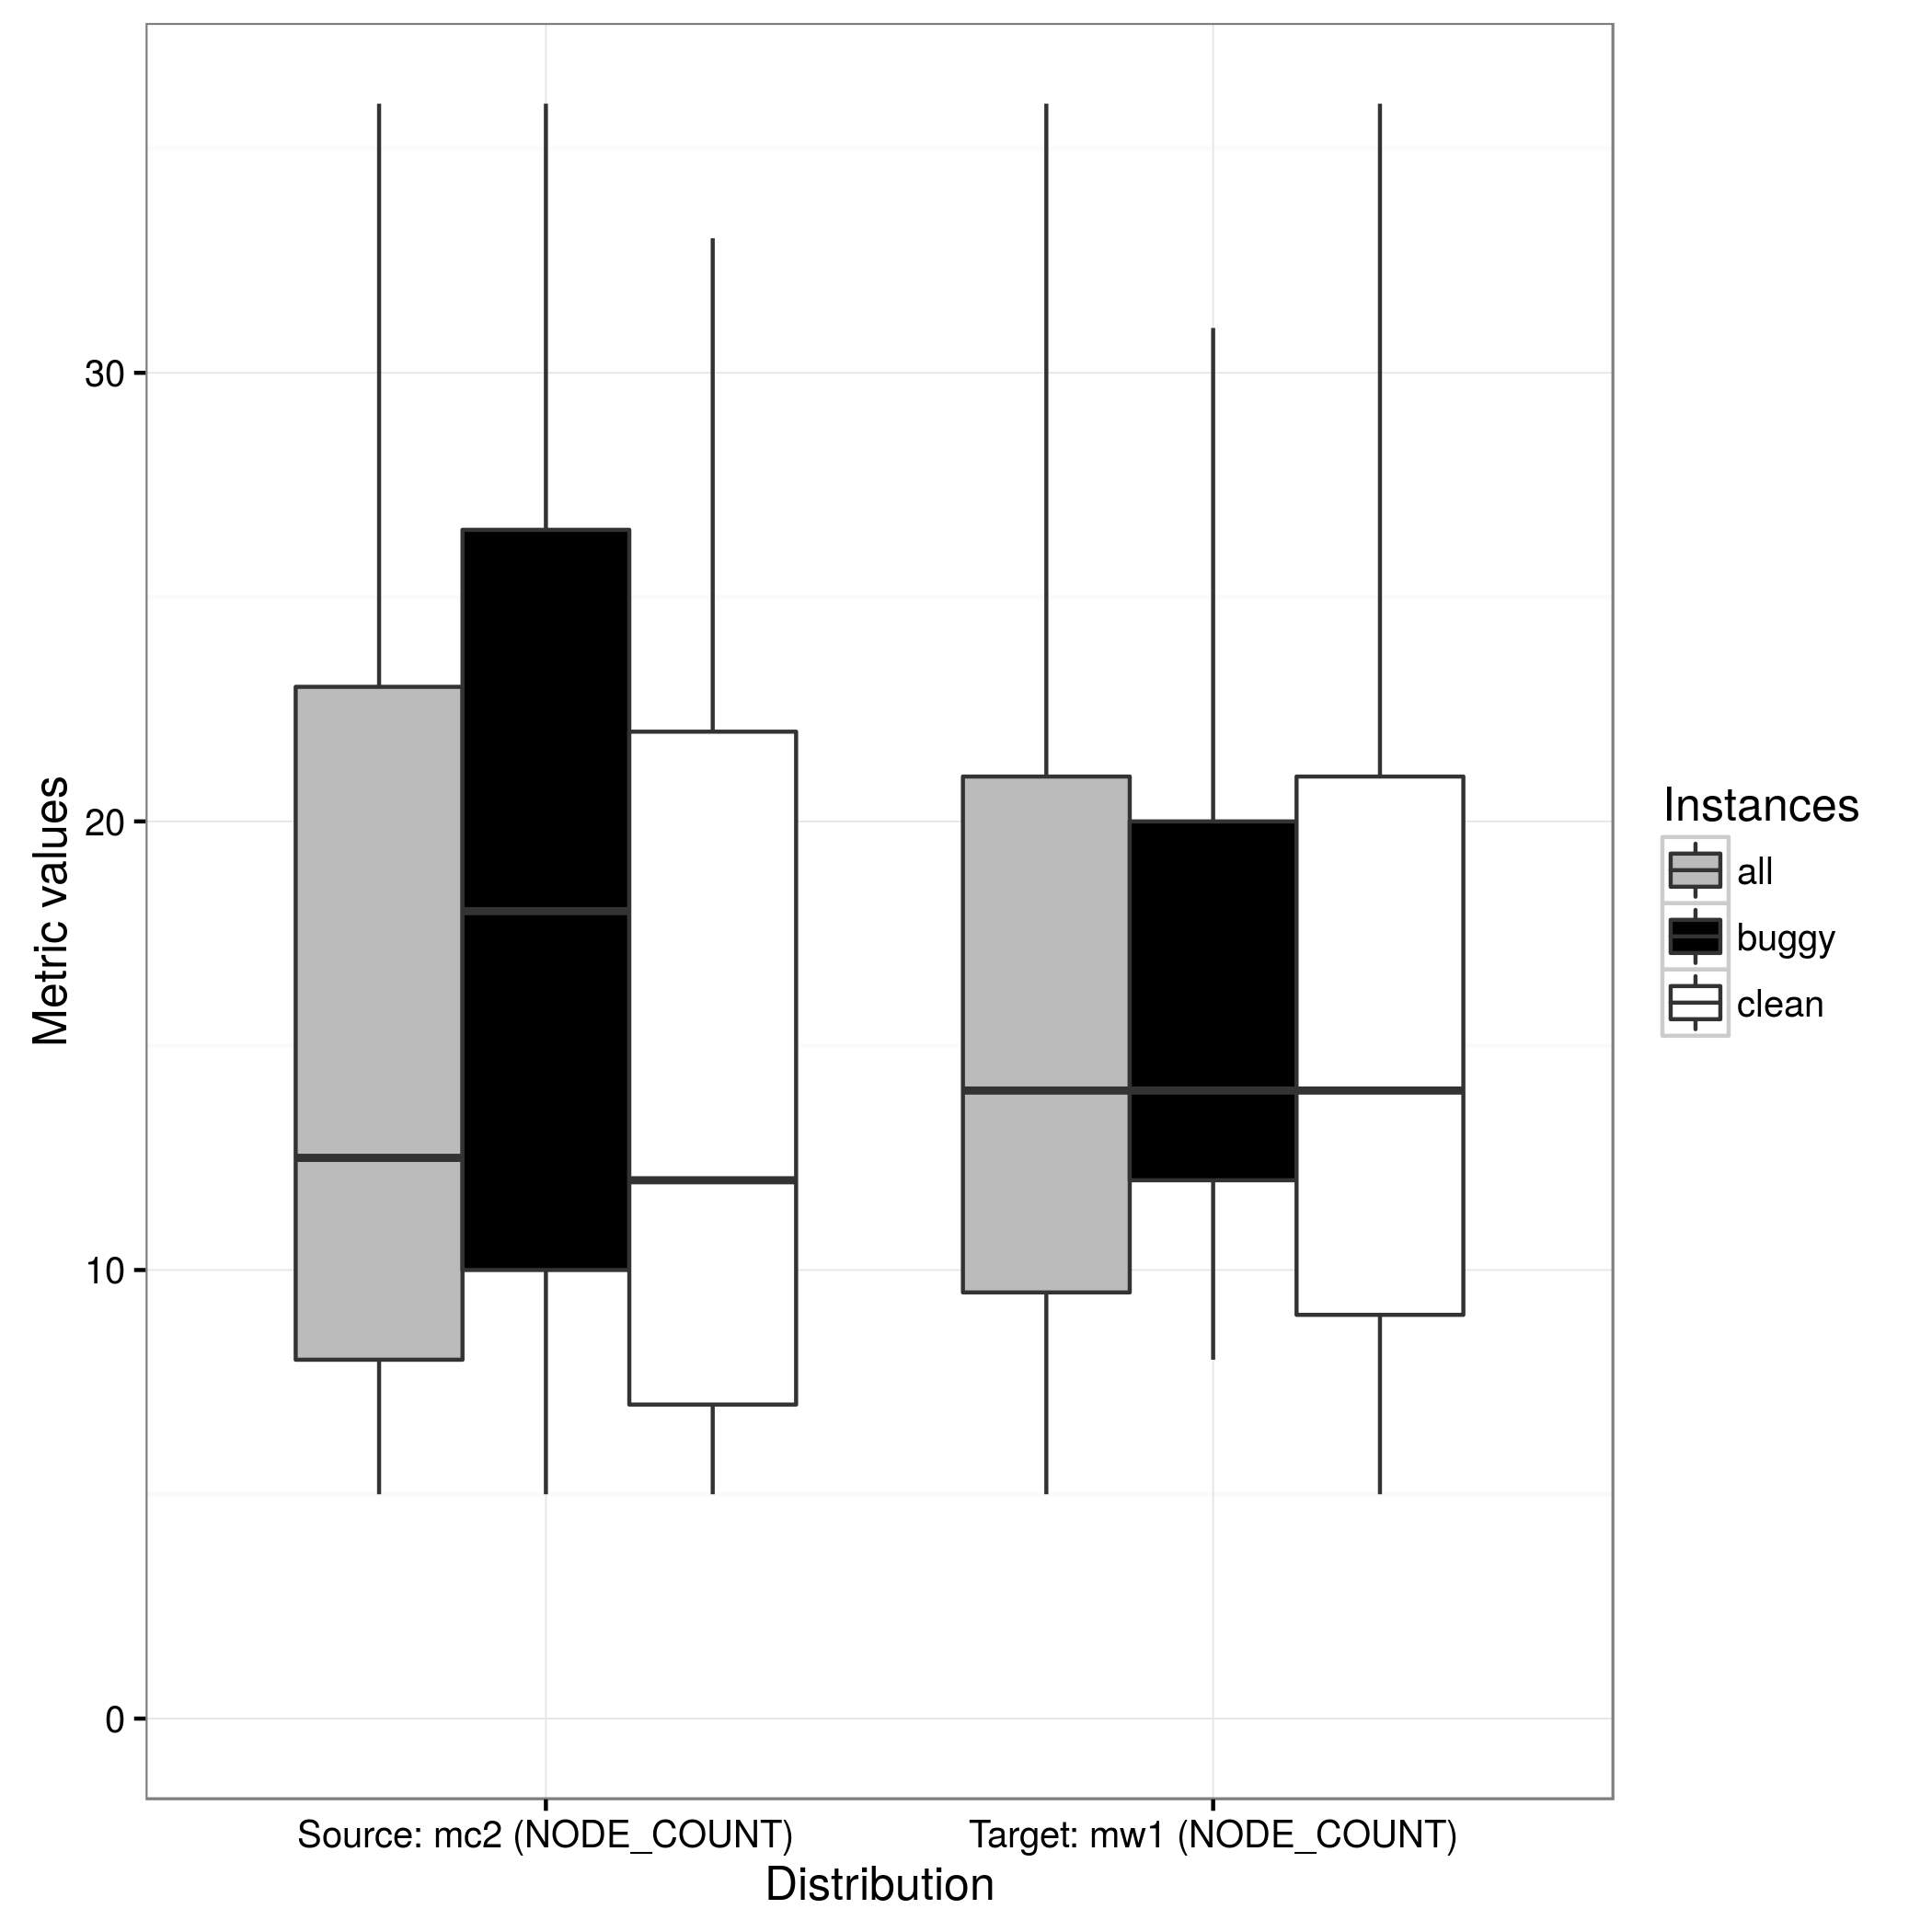 Metric values
30
20
10
0
Source: mc2 (NODE_COUNT)
Target: mw1 (NODE_COUNT)
Distribution
Instances
all
buggy
clean